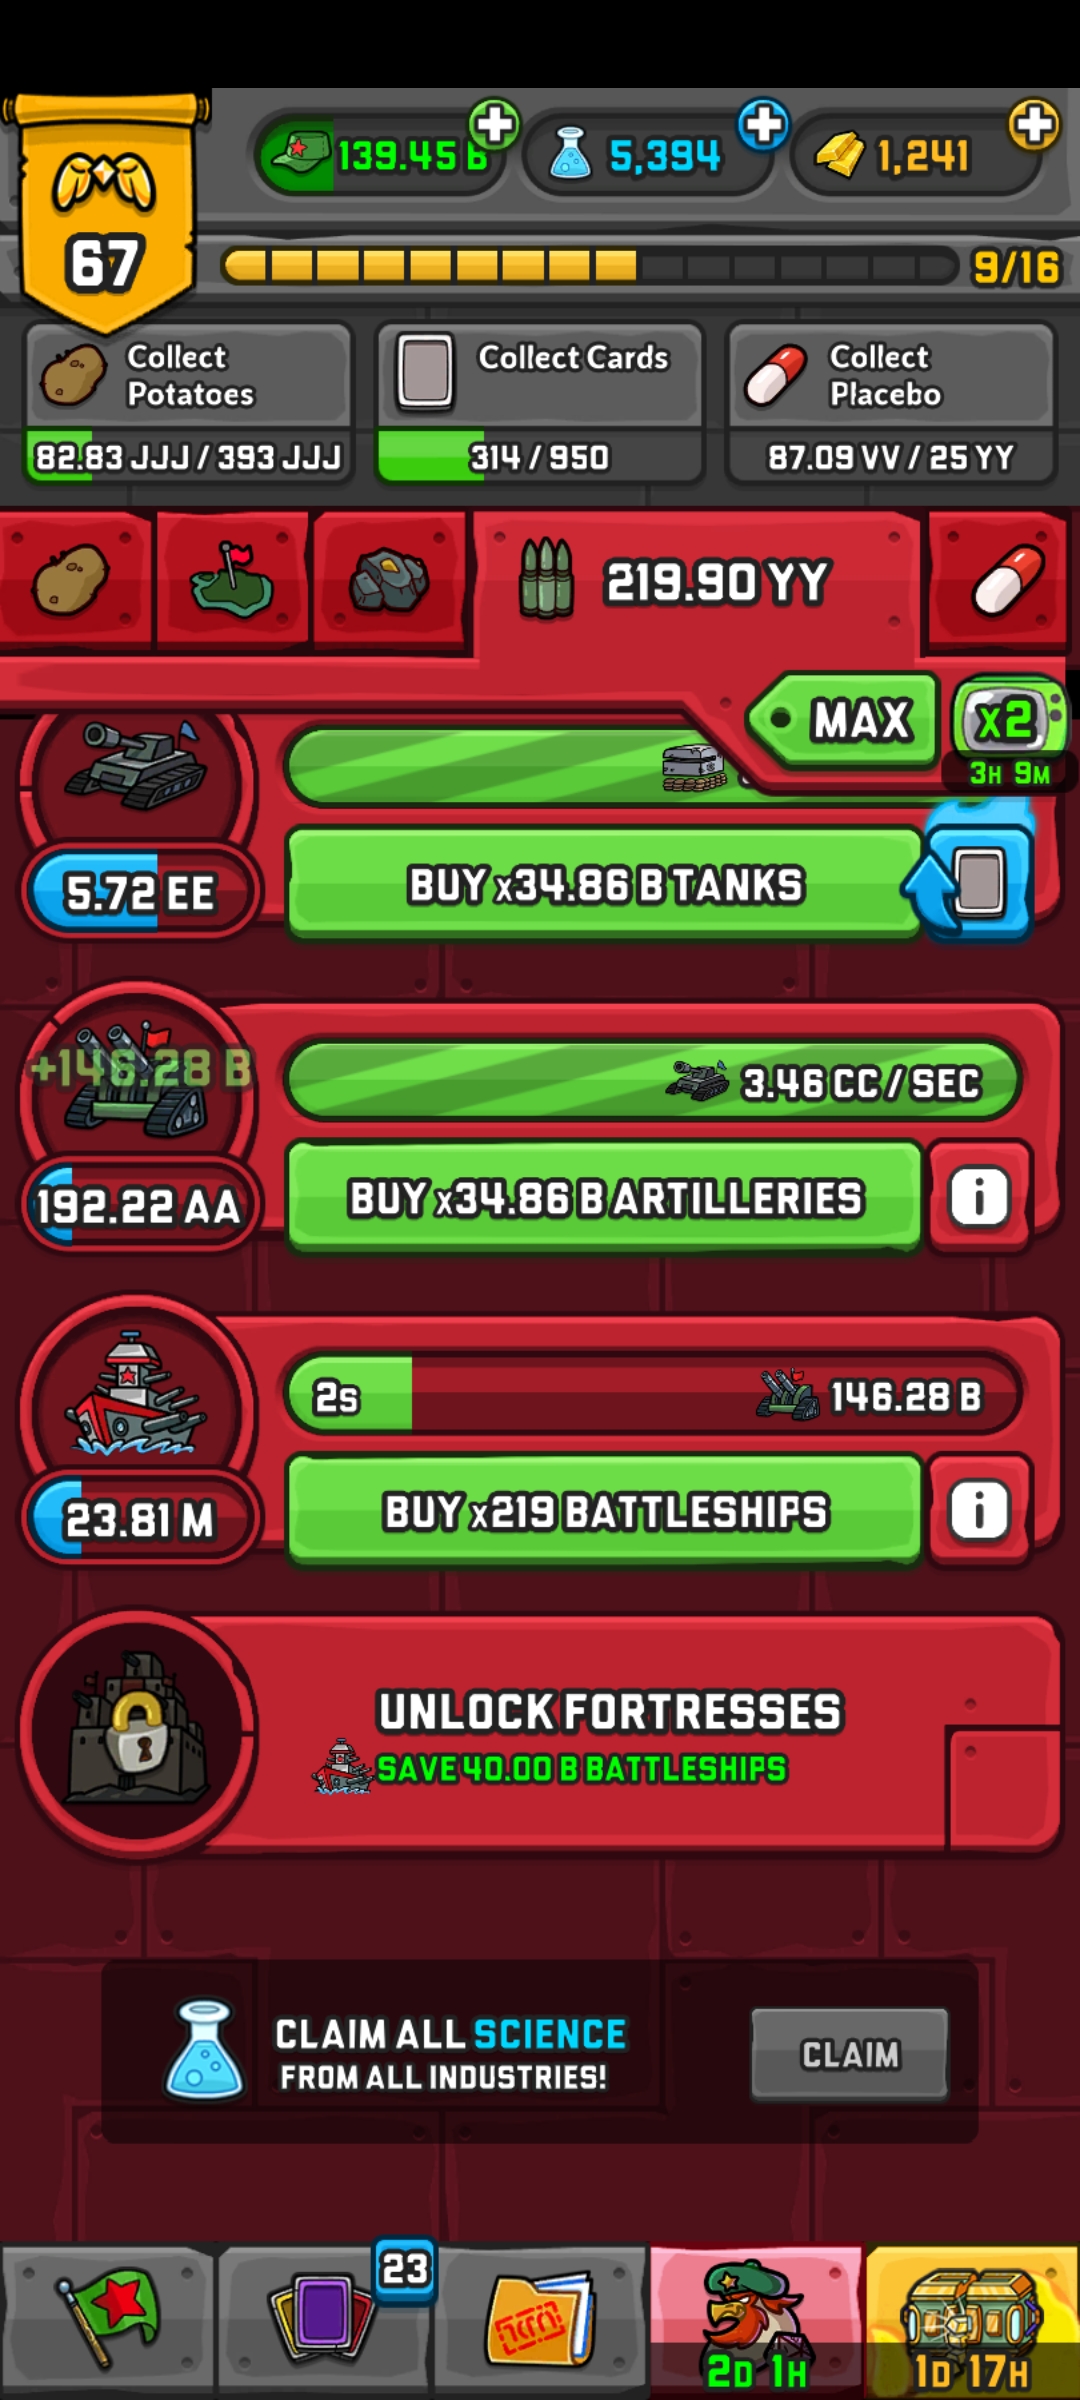 139.45 B
5,394
1,241
67
9/16
Collect
Potatoes
82.83 JJJ / 393 JJJ
Collect Cards
314 / 950
Collect
Placebo
87.09 VV / 25 YY
219.90 YY
MAX
X2
3H 9M
5.72 EE
BUY x34.86 B TANKS
+146.28 B
3.46 CC / SEC
192.22 AA
BUY x34.86 B ARTILLERIES
i
2s
146.28 B
23.81 M
BUY x219 BATTLESHIPS
i
UNLOCK FORTRESSES
SAVE 40.00 B BATTLESHIPS
CLAIM ALL SCIENCE
FROM ALL INDUSTRIES!
CLAIM
23
2D 1H
1D 17H